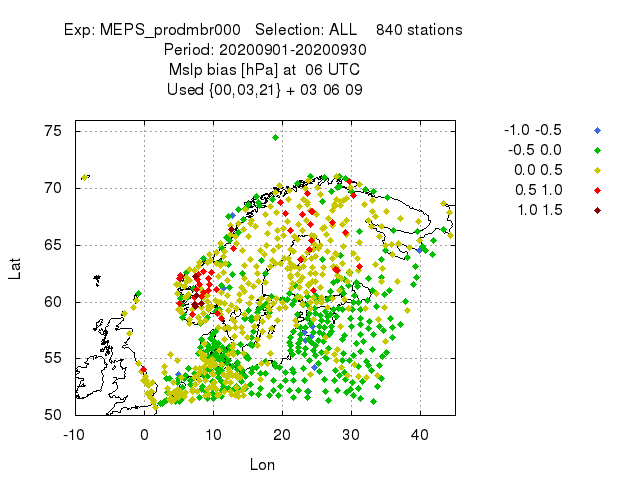 Exp: MEPS_prodmbr000 Selection: ALL 840 stations
Period: 20200901-20200930
Mslp bias [hPa] at 06 UTC
Used {00,03,21} + 03 06 09
-1.0 -0.5
-0.5 0.0
0.0 0.5
0.5 1.0
1.0 1.5
Lat
75
70
65
60
55
50
-10 0 10 20 30 40
Lon